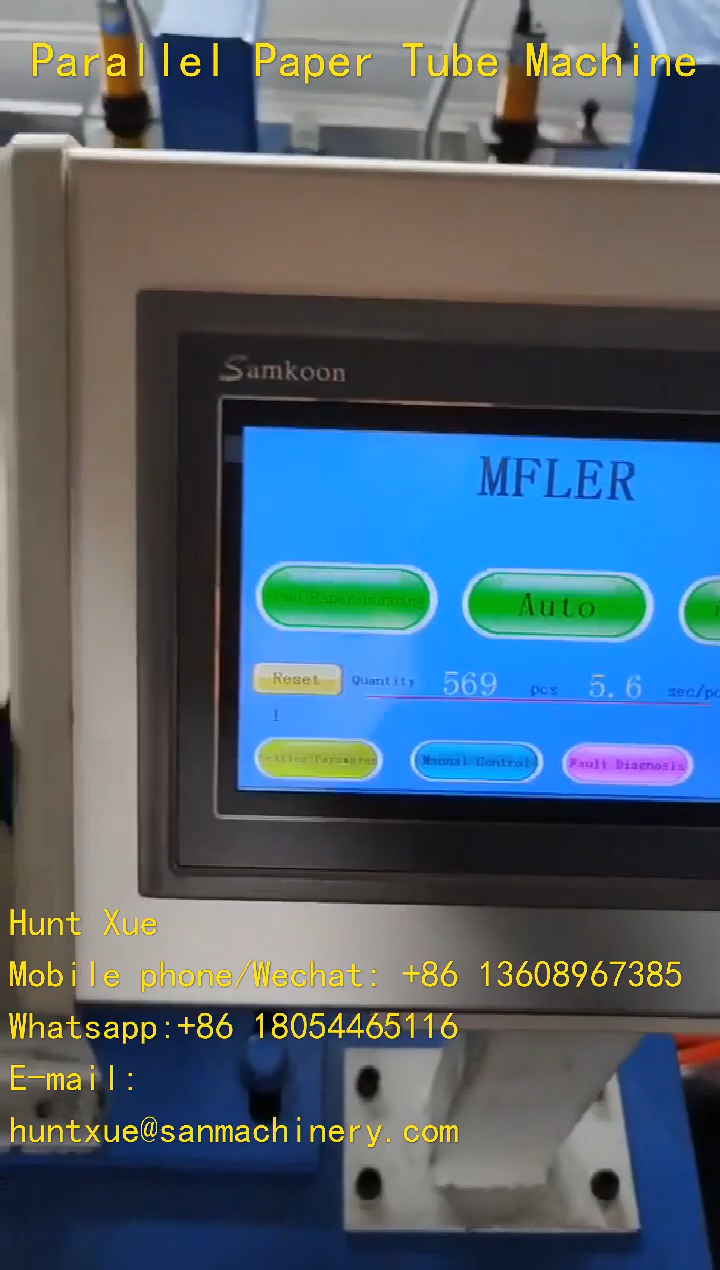 Parallel Paper Tube Machine
Samkoon
MFLER
Auto
Reset Quantity 569 pcs 5.6 sec/pc
1
Setting Parameter Manual Control Fault Diagnosis
Hunt Xue
Mobile phone/Wechat: +86 13608967385
Whatsapp:+86 18054465116
E-mail:
huntxue@sanmachinery.com